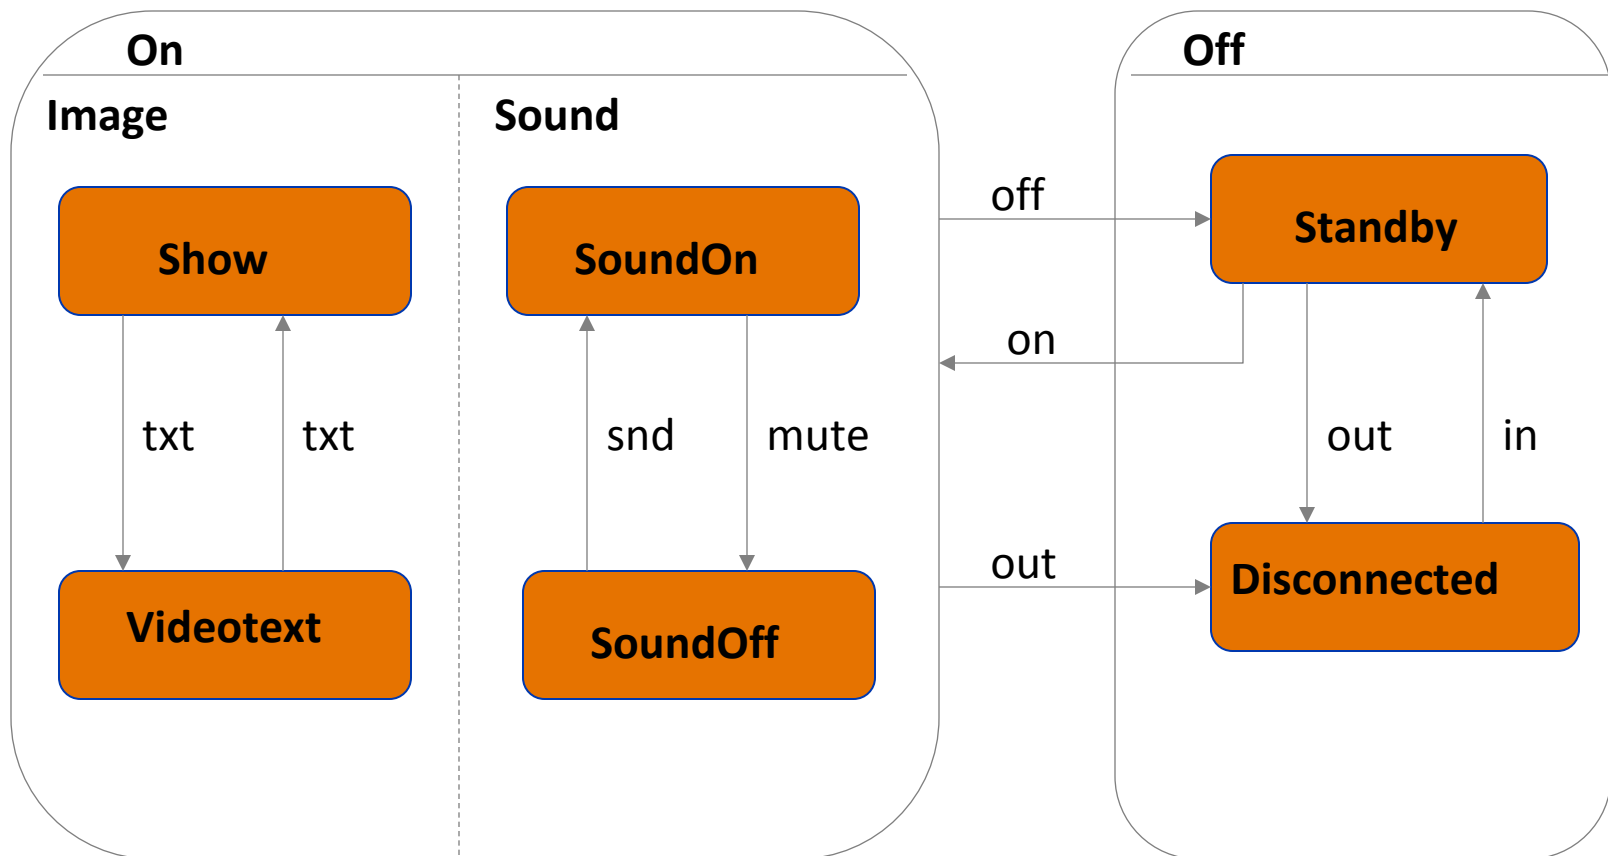 On
Off
Image
Sound
Show
SoundOn
off
Standby
on
txt
txt
snd
mute
out
in
out
Videotext
SoundOff
Disconnected